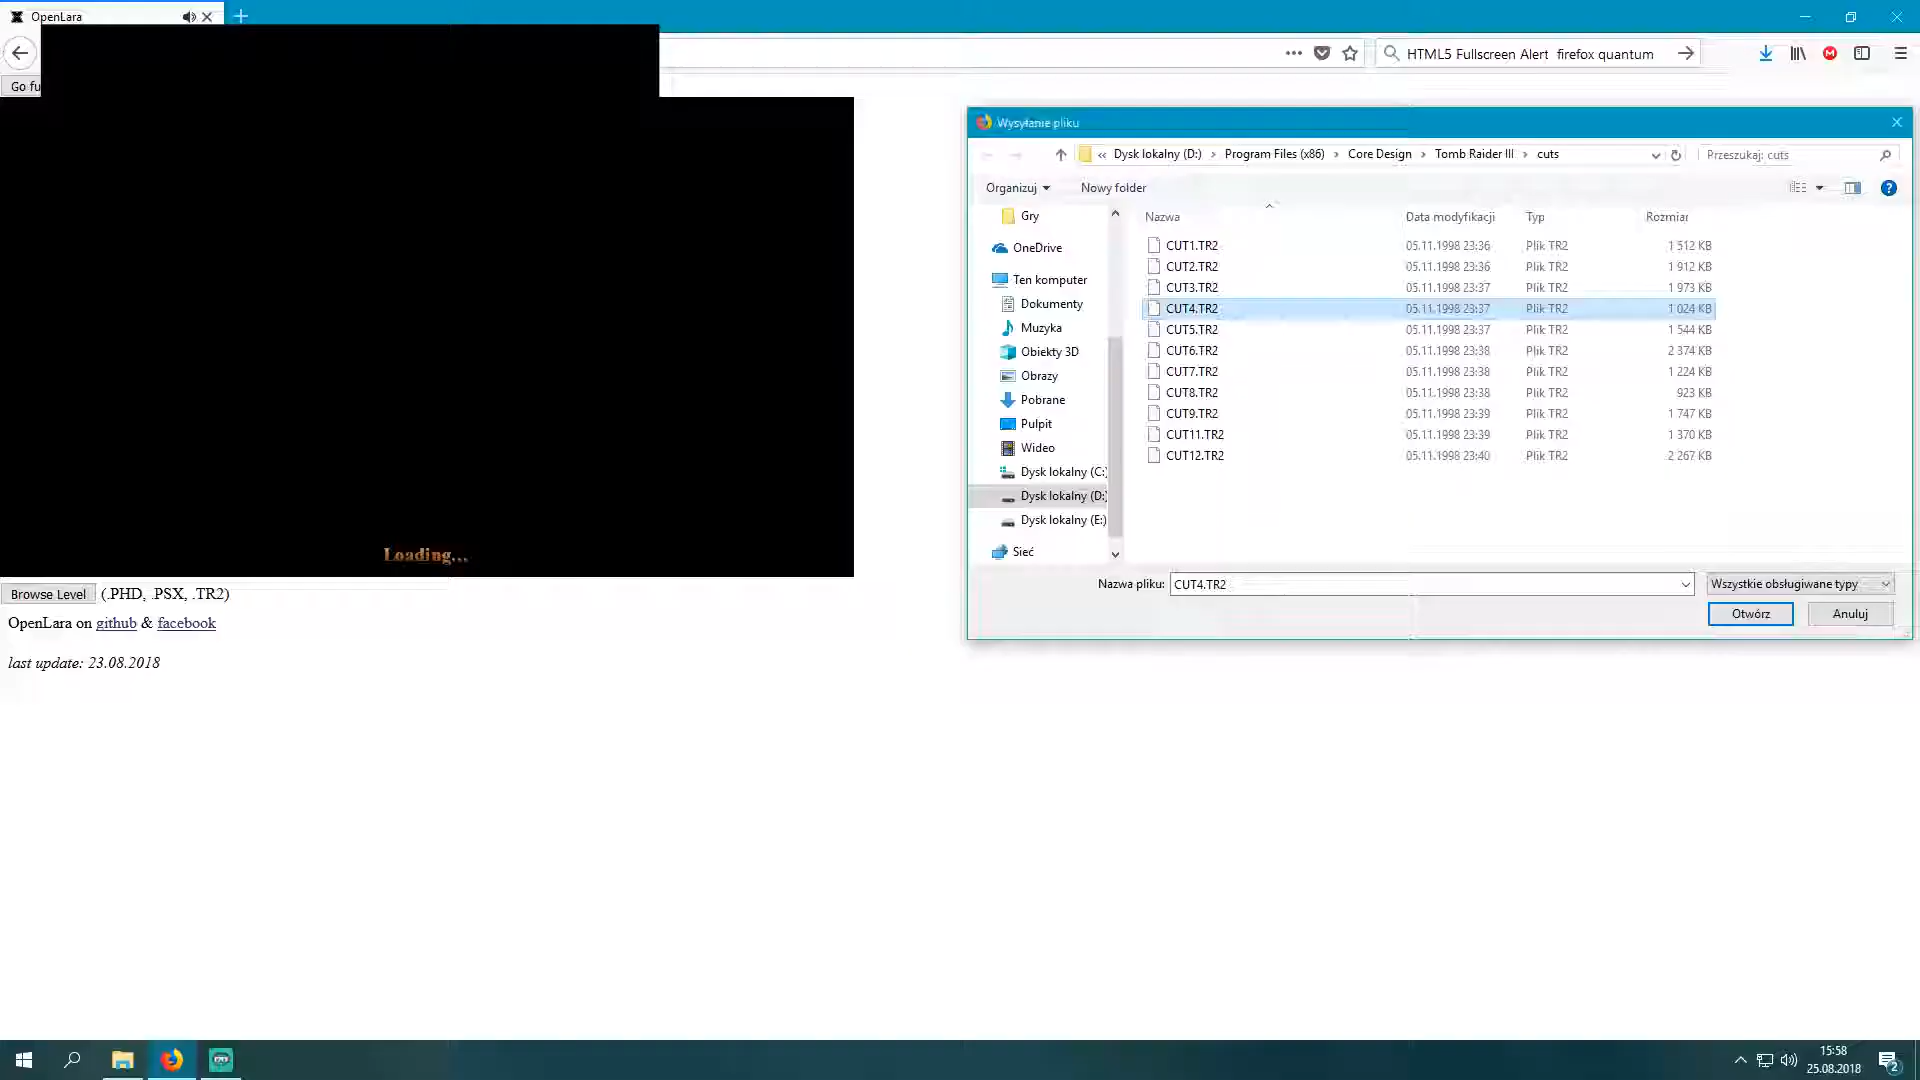 OpenLara
HTML5 Fullscreen Alert firefox quantum
Go fu
Loading...
Browse Level (.PHD, .PSX, .TR2)
OpenLara on github & facebook
last update: 23.08.2018
Wysyłanie pliku
« Dysk lokalny (D:) › Program Files (x86) › Core Design › Tomb Raider III › cuts
Przeszukaj: cuts
Organizuj
Nowy folder
Gry
OneDrive
Ten komputer
Dokumenty
Muzyka
Obiekty 3D
Obrazy
Pobrane
Pulpit
Wideo
Dysk lokalny (C:)
Dysk lokalny (D:)
Dysk lokalny (E:)
Sieć
Nazwa Data modyfikacji Typ Rozmiar
CUT1.TR2 05.11.1998 23:36 Plik TR2 1 512 KB
CUT2.TR2 05.11.1998 23:36 Plik TR2 1 912 KB
CUT3.TR2 05.11.1998 23:37 Plik TR2 1 973 KB
CUT4.TR2 05.11.1998 23:37 Plik TR2 1 024 KB
CUT5.TR2 05.11.1998 23:37 Plik TR2 1 544 KB
CUT6.TR2 05.11.1998 23:38 Plik TR2 2 374 KB
CUT7.TR2 05.11.1998 23:38 Plik TR2 1 224 KB
CUT8.TR2 05.11.1998 23:38 Plik TR2 923 KB
CUT9.TR2 05.11.1998 23:39 Plik TR2 1 747 KB
CUT11.TR2 05.11.1998 23:39 Plik TR2 1 370 KB
CUT12.TR2 05.11.1998 23:40 Plik TR2 2 267 KB
Nazwa pliku: CUT4.TR2
Wszystkie obsługiwane typy
Otwórz
Anuluj
15:58
25.08.2018
2